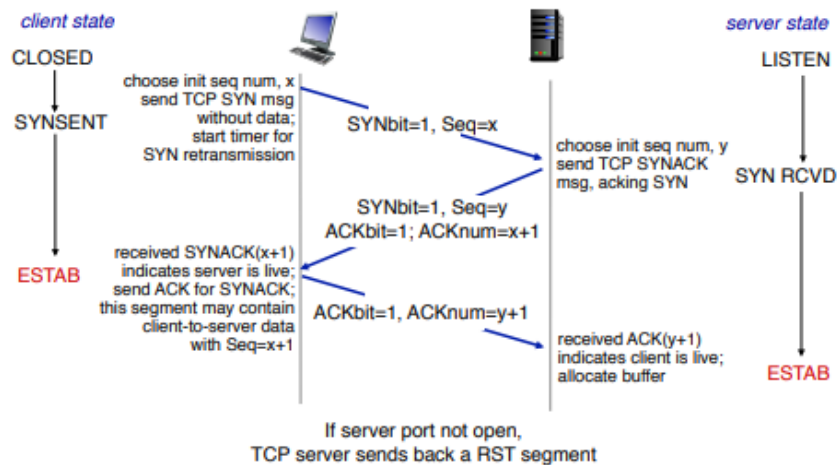 client state
server state
CLOSED
LISTEN
choose init seq num, x
send TCP SYN msg
without data;
start timer for
SYN retransmission
SYNSENT
SYNbit=1, Seq=x
choose init seq num, y
send TCP SYNACK
msg, acking SYN
SYN RCVD
SYNbit=1, Seq=y
ACKbit=1; ACKnum=x+1
received SYNACK(x+1)
indicates server is live;
send ACK for SYNACK;
this segment may contain
client-to-server data
with Seq=x+1
ESTAB
ACKbit=1, ACKnum=y+1
received ACK(y+1)
indicates client is live;
allocate buffer
ESTAB
If server port not open,
TCP server sends back a RST segment